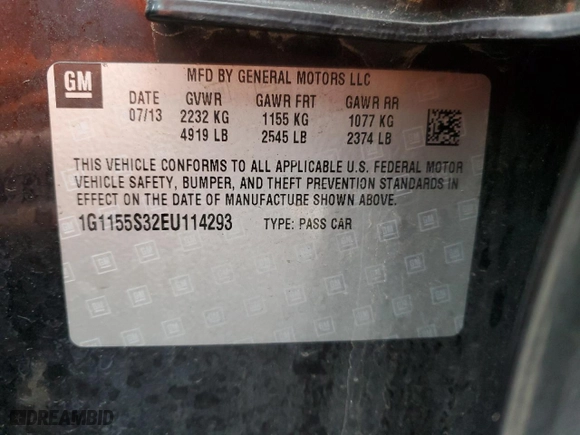 GM
MFD BY GENERAL MOTORS LLC
DATE GVWR GAWR FRT GAWR RR
07/13 2232 KG 1155 KG 1077 KG
4919 LB 2545 LB 2374 LB
THIS VEHICLE CONFORMS TO ALL APPLICABLE U.S. FEDERAL MOTOR
VEHICLE SAFETY, BUMPER, AND THEFT PREVENTION STANDARDS IN
EFFECT ON THE DATE OF MANUFACTURE SHOWN ABOVE.
1G1155S32EU114293 TYPE: PASS CAR
DREAMBID